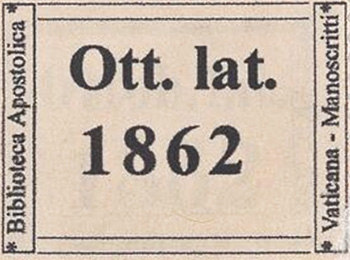 * Biblioteca Apostolica *
Ott. lat.
1862
* Vaticana - Manoscritti *